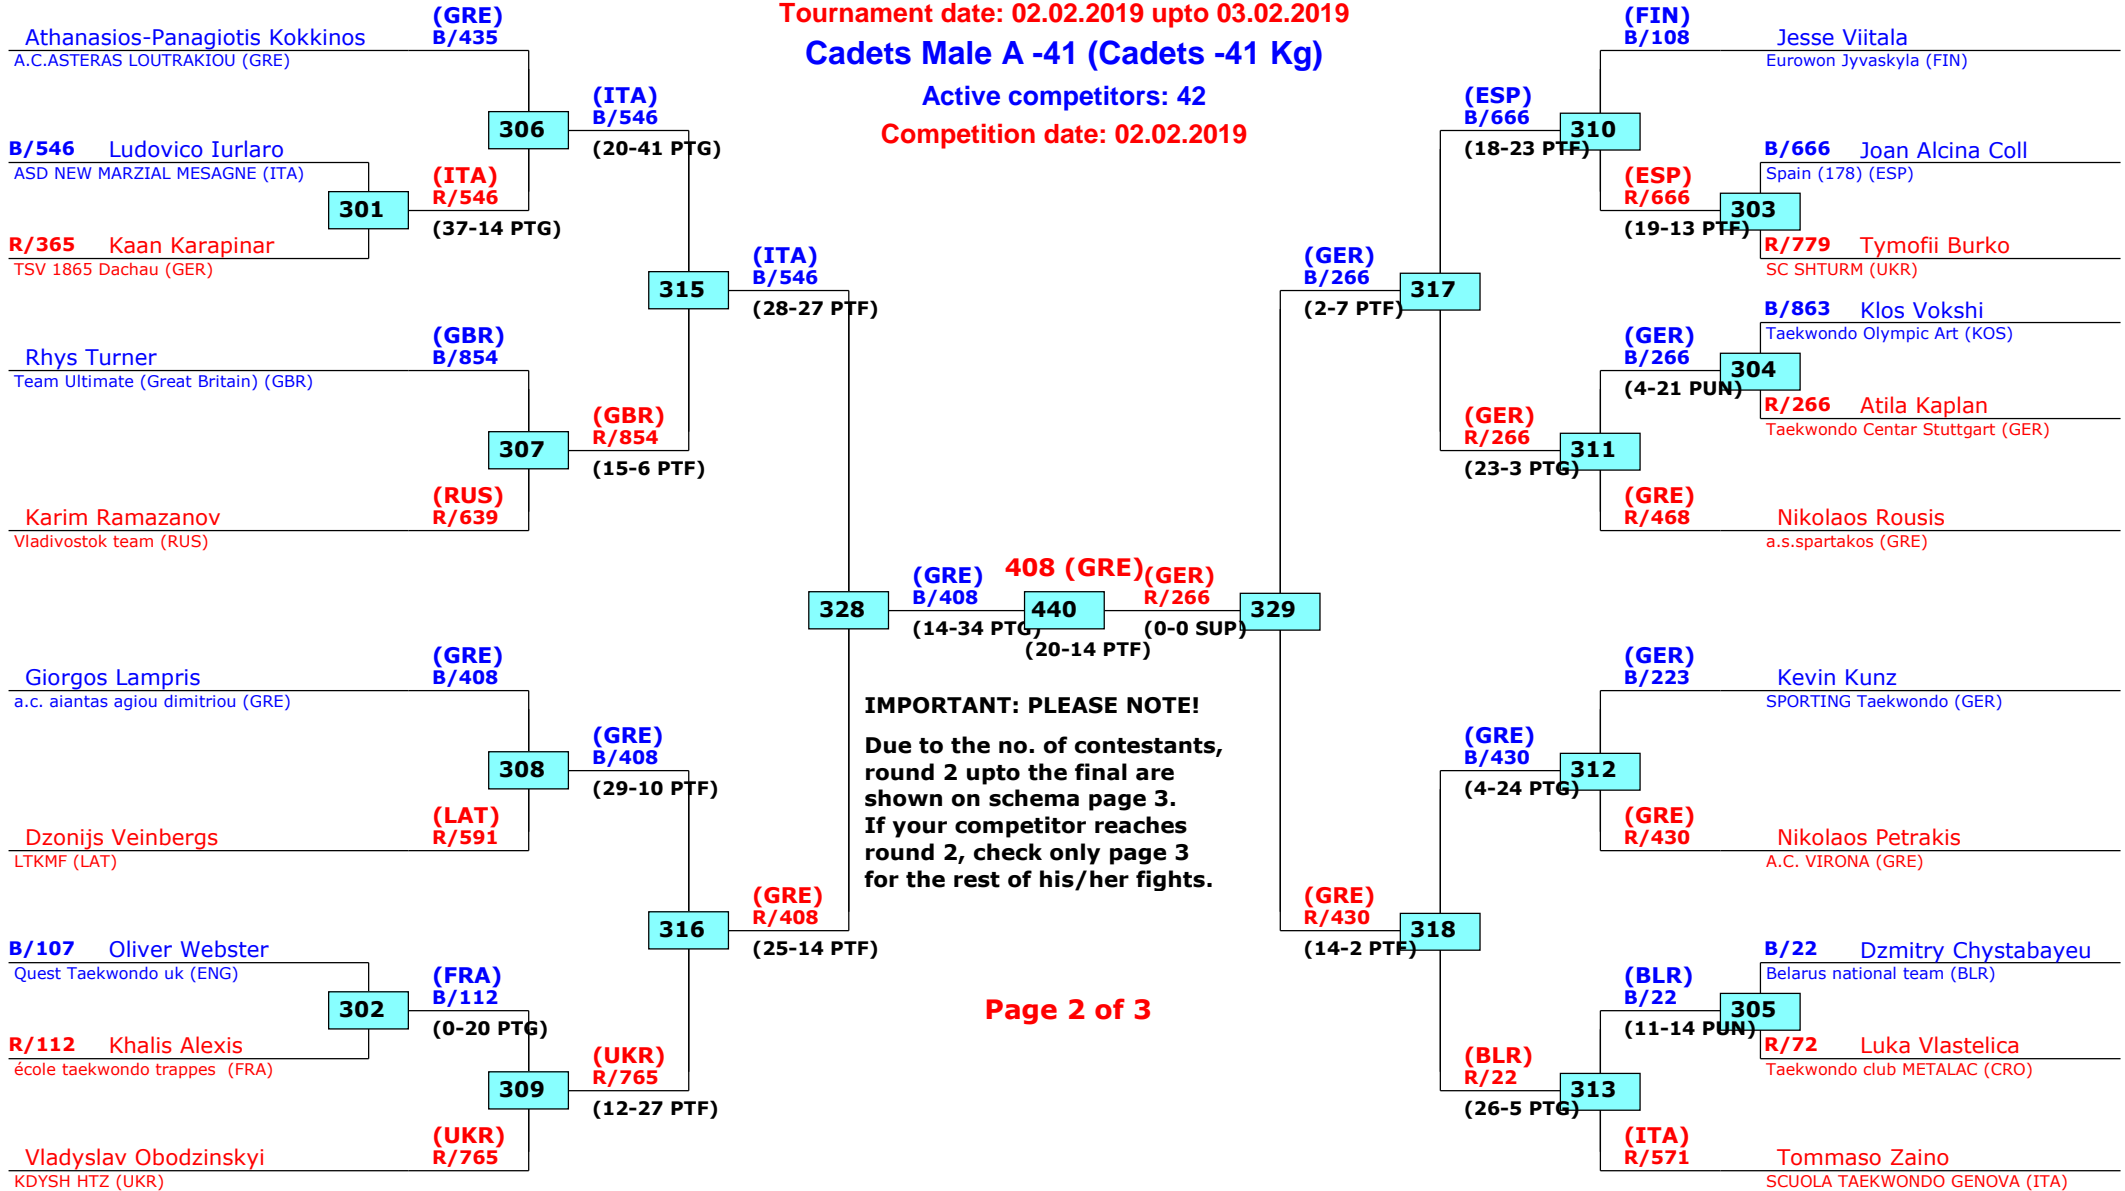 Tournament date: 02.02.2019 upto 03.02.2019
Cadets Male A -41 (Cadets -41 Kg)
Active competitors: 42
Competition date: 02.02.2019
Athanasios-Panagiotis Kokkinos
A.C.ASTERAS LOUTRAKIOU (GRE)
(GRE)
B/435
B/546 Ludovico Iurlaro
ASD NEW MARZIAL MESAGNE (ITA)
301
R/365 Kaan Karapinar
TSV 1865 Dachau (GER)
(ITA)
R/546
(37-14 PTG)
306
(ITA)
B/546
(20-41 PTG)
Rhys Turner
Team Ultimate (Great Britain) (GBR)
(GBR)
B/854
307
Karim Ramazanov
Vladivostok team (RUS)
(RUS)
R/639
(GBR)
R/854
(15-6 PTF)
315
(ITA)
B/546
(28-27 PTF)
Giorgos Lampris
a.c. aiantas agiou dimitriou (GRE)
(GRE)
B/408
308
Dzonijs Veinbergs
LTKMF (LAT)
(LAT)
R/591
(GRE)
B/408
(29-10 PTF)
B/107 Oliver Webster
Quest Taekwondo uk (ENG)
302
R/112 Khalis Alexis
école taekwondo trappes (FRA)
(FRA)
B/112
(0-20 PTG)
309
Vladyslav Obodzinskyi
KDYSH HTZ (UKR)
(UKR)
R/765
(UKR)
R/765
(12-27 PTF)
316
(GRE)
R/408
(25-14 PTF)
328
(GRE)
B/408
(14-34 PTG)
408 (GRE)
440
(20-14 PTF)
(GER)
R/266
(0-0 SUP)
329
IMPORTANT: PLEASE NOTE!
Due to the no. of contestants,
round 2 upto the final are
shown on schema page 3.
If your competitor reaches
round 2, check only page 3
for the rest of his/her fights.
Page 2 of 3
(FIN)
B/108
Jesse Viitala
Eurowon Jyvaskyla (FIN)
(ESP)
B/666
(18-23 PTF)
310
B/666 Joan Alcina Coll
Spain (178) (ESP)
(ESP)
R/666
(19-13 PTF)
303
R/779 Tymofii Burko
SC SHTURM (UKR)
(GER)
B/266
(2-7 PTF)
317
B/863 Klos Vokshi
Taekwondo Olympic Art (KOS)
(GER)
B/266
(4-21 PUN)
304
R/266 Atila Kaplan
Taekwondo Centar Stuttgart (GER)
(GER)
R/266
(23-3 PTG)
311
(GRE)
R/468
Nikolaos Rousis
a.s.spartakos (GRE)
(GER)
B/223
Kevin Kunz
SPORTING Taekwondo (GER)
(GRE)
B/430
(4-24 PTG)
312
(GRE)
R/430
Nikolaos Petrakis
A.C. VIRONA (GRE)
(GRE)
R/430
(14-2 PTF)
318
B/22 Dzmitry Chystabayeu
Belarus national team (BLR)
(BLR)
B/22
(11-14 PUN)
305
R/72 Luka Vlastelica
Taekwondo club METALAC (CRO)
(BLR)
R/22
(26-5 PTG)
313
(ITA)
R/571
Tommaso Zaino
SCUOLA TAEKWONDO GENOVA (ITA)